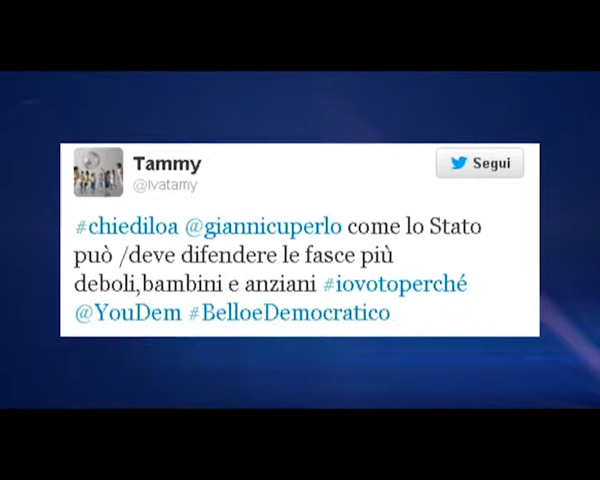 Tammy
Segui
@lvatamy
#chiediloa @giannicuperlo come lo Stato
può /deve difendere le fasce più
deboli,bambini e anziani #iovotoperché
@YouDem #BelloeDemocratico